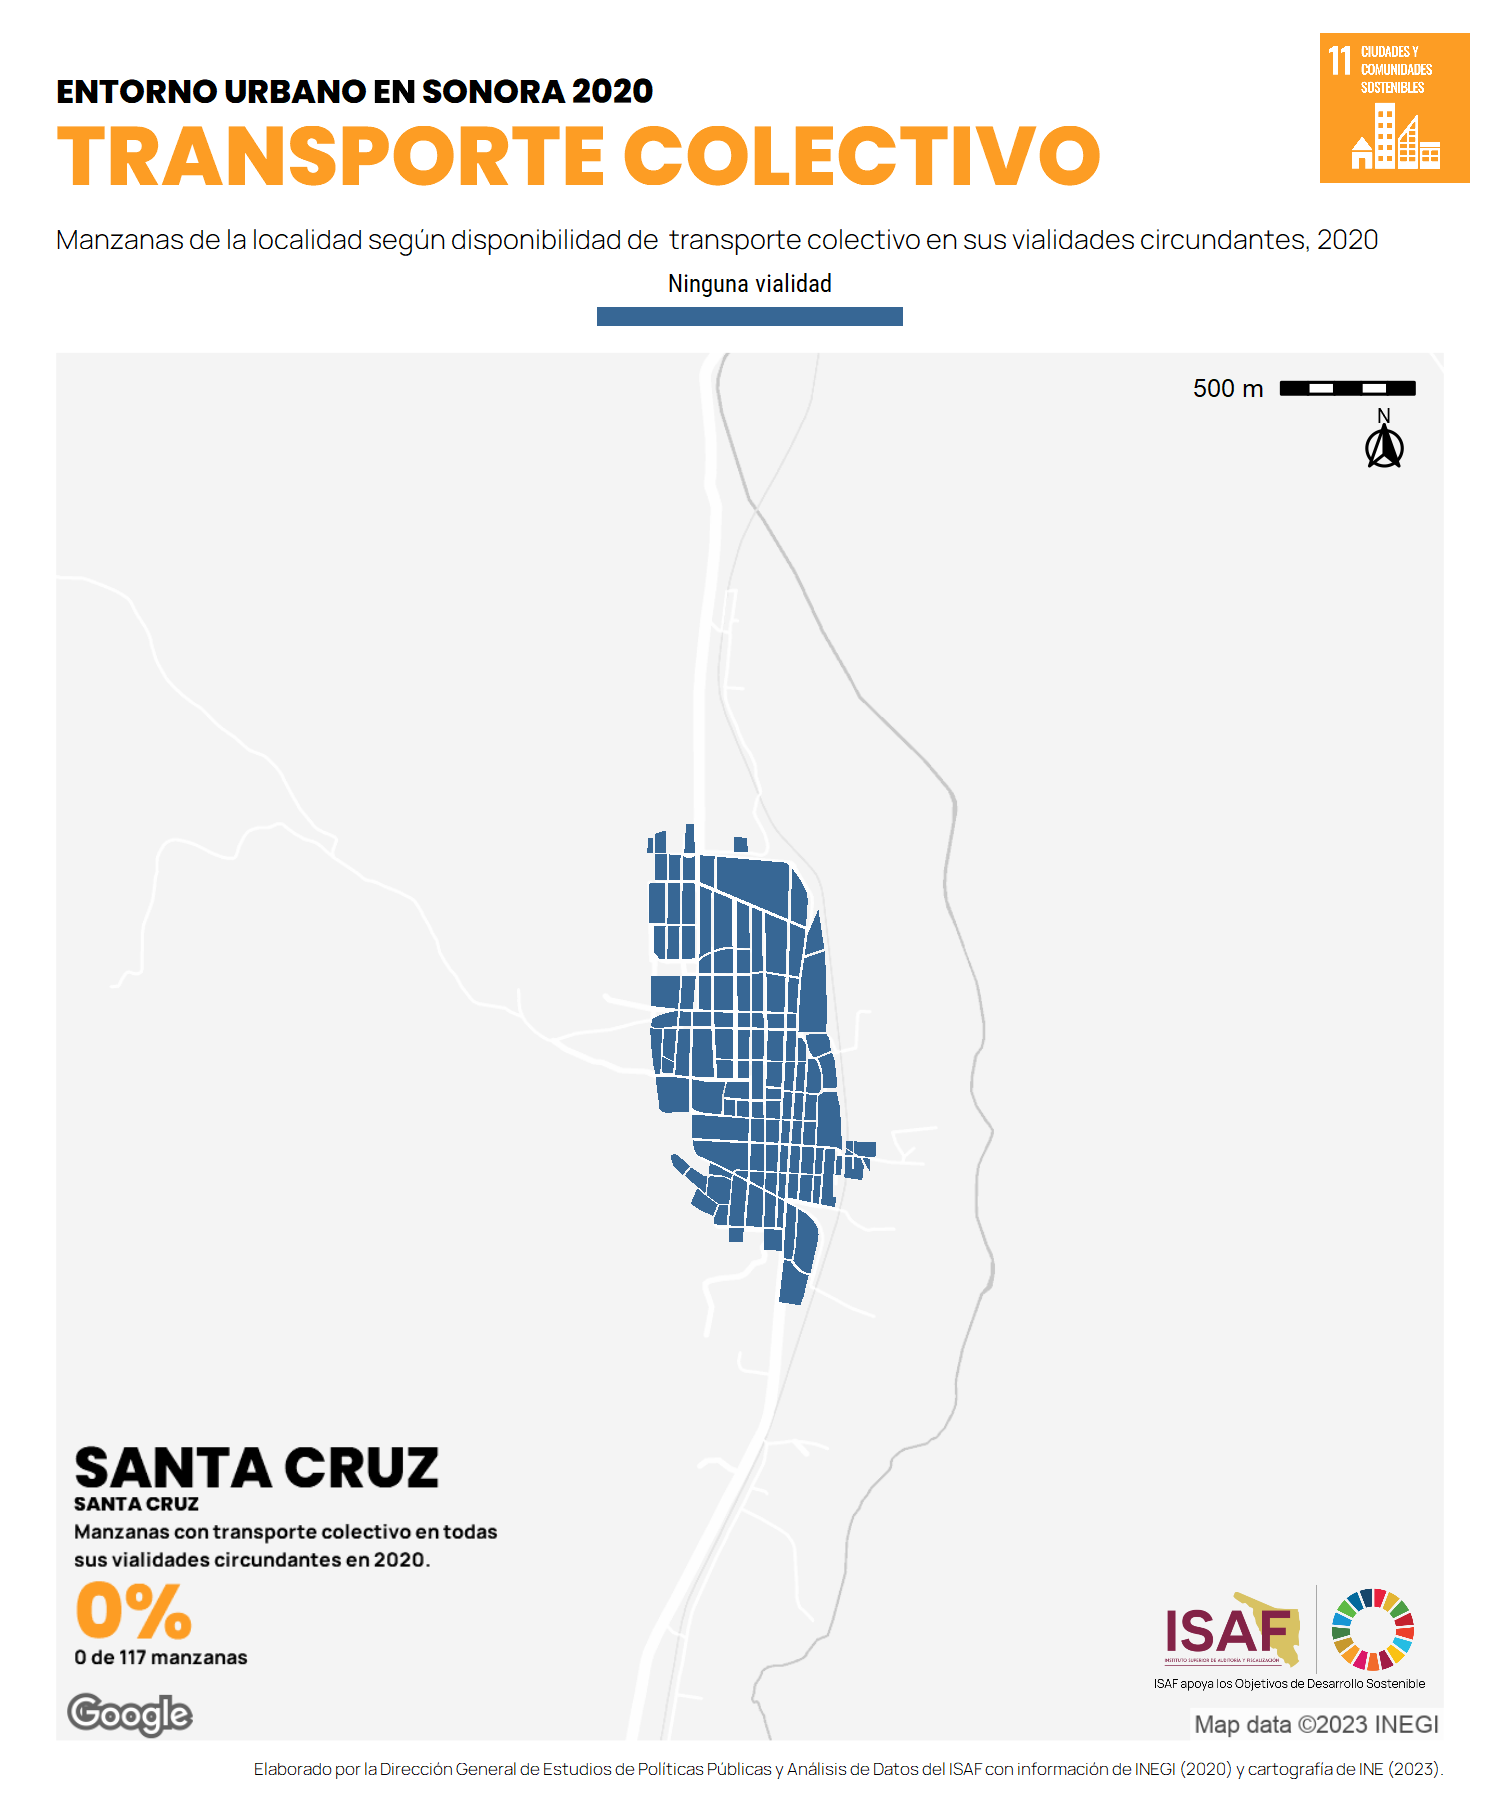 ENTORNO URBANO EN SONORA 2020
TRANSPORTE COLECTIVO
11 CIUDADES Y
COMUNIDADES
SOSTENIBLES
Manzanas de la localidad según disponibilidad de transporte colectivo en sus vialidades circundantes, 2020
Ninguna vialidad
500 m
N
SANTA CRUZ
SANTA CRUZ
Manzanas con transporte colectivo en todas
sus vialidades circundantes en 2020.
0%
0 de 117 manzanas
Google
ISAF
INSTITUTO SUPERIOR DE AUDITORÍA Y FISCALIZACIÓN
ISAF apoya los Objetivos de Desarrollo Sostenible
Map data ©2023 INEGI
Elaborado por la Dirección General de Estudios de Políticas Públicas y Análisis de Datos del ISAF con información de INEGI (2020) y cartografía de INE (2023).